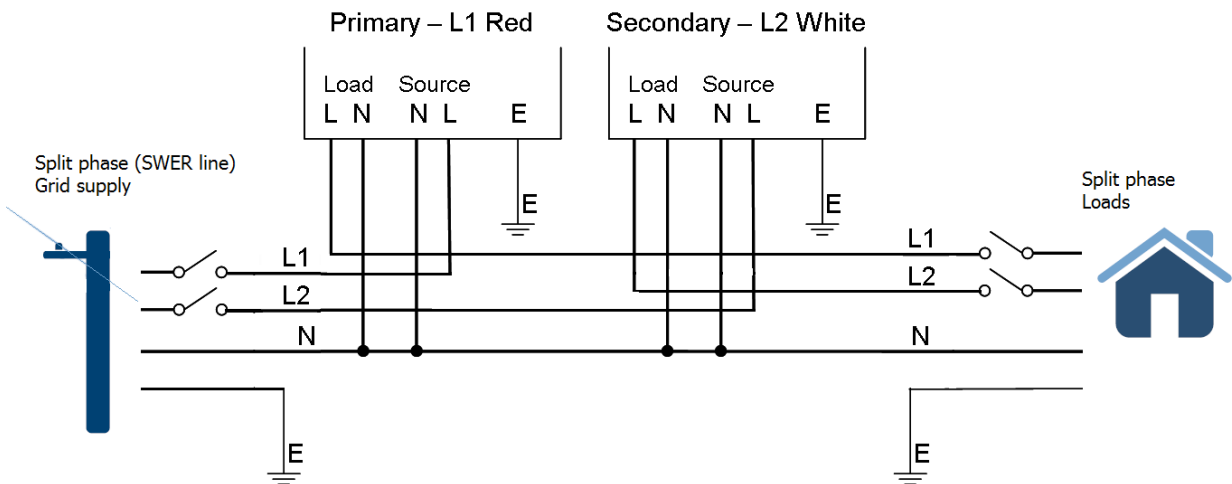 Primary – L1 Red
Secondary – L2 White
Load Source
L N N L E
Load Source
L N N L E
Split phase (SWER line)
Grid supply
Split phase
Loads
E
E
L1
L1
L2
L2
N
N
E
E